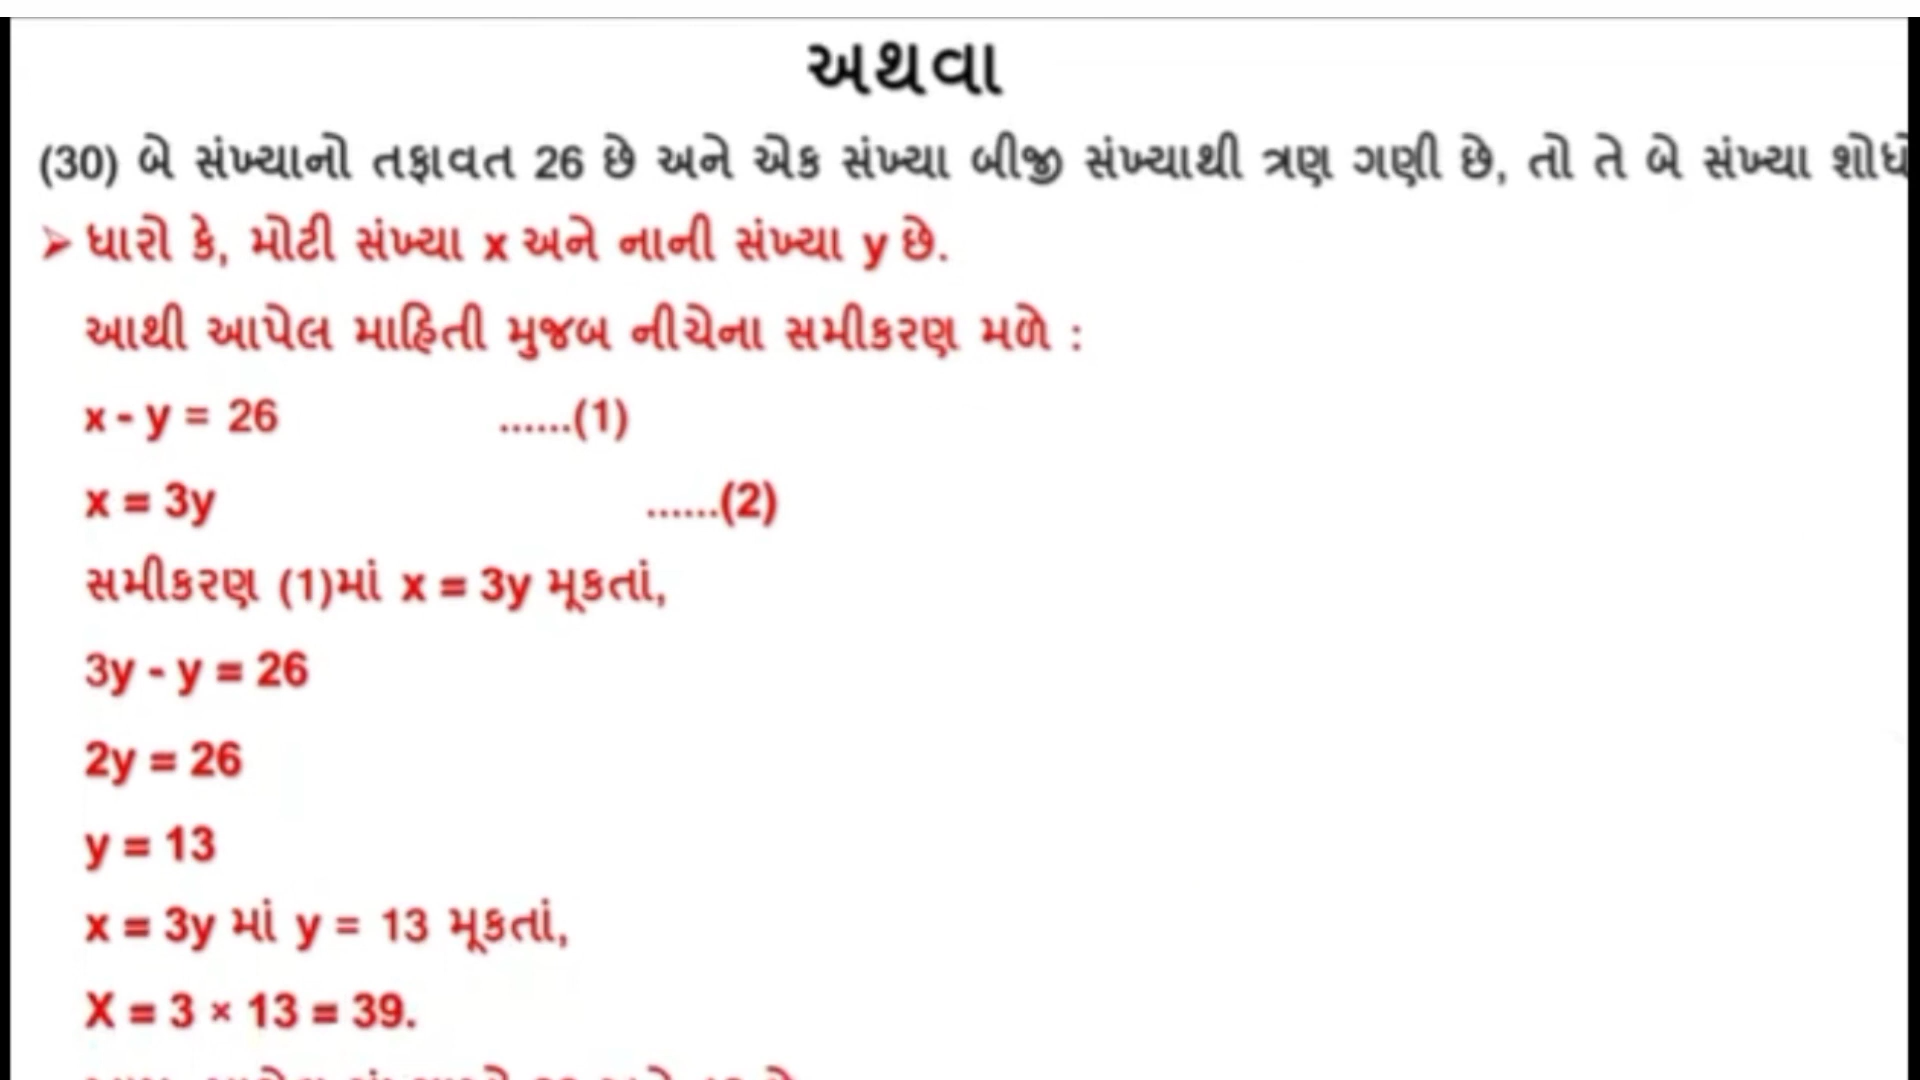 અથવા
(30) બે સંખ્યાનો તફાવત 26 છે અને એક સંખ્યા બીજી સંખ્યાથી ત્રણ ગણી છે, તો તે બે સંખ્યા
➢ ધારો કે, મોટી સંખ્યા x અને નાની સંખ્યા y છે.
આથી આપેલ માહિતી મુજબ નીચેના સમીકરણ મળે :
x - y = 26 ......(1)
x = 3y ......(2)
સમીકરણ (1)માં x = 3y મૂકતાં,
3y - y = 26
2y = 26
y = 13
x = 3y માં y = 13 મૂકતાં,
X = 3 × 13 = 39.